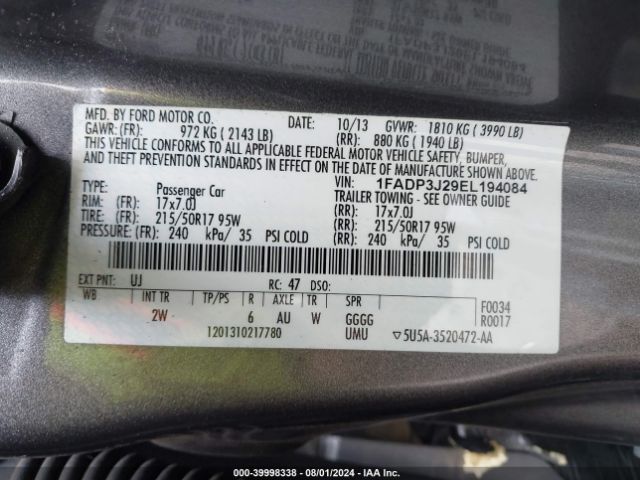 MFD. BY FORD MOTOR CO. DATE: 10/13 GVWR: 1810 KG ( 3990 LB)
GAWR: (FR): 972 KG ( 2143 LB) (RR): 880 KG ( 1940 LB)
THIS VEHICLE CONFORMS TO ALL APPLICABLE FEDERAL MOTOR VEHICLE SAFETY, BUMPER,
AND THEFT PREVENTION STANDARDS IN EFFECT ON THE DATE OF MANUFACTURE SHOWN ABOVE.
VIN: 1FADP3J29EL194084
TYPE: Passenger Car TRAILER TOWING - SEE OWNER GUIDE
RIM: (FR): 17x7.0J (RR): 17x7.0J
TIRE: (FR): 215/50R17 95W (RR): 215/50R17 95W
PRESSURE: (FR): 240 kPa/ 35 PSI COLD (RR): 240 kPa/ 35 PSI COLD
EXT PNT: UJ RC: 47 DSO:
WB INT TR TP/PS R AXLE TR SPR F0034
2W 6 AU W GGGG R0017
1201310217780 UMU ▽5U5A-3520472-AA
000-39998338 - 08/01/2024 - IAA Inc.